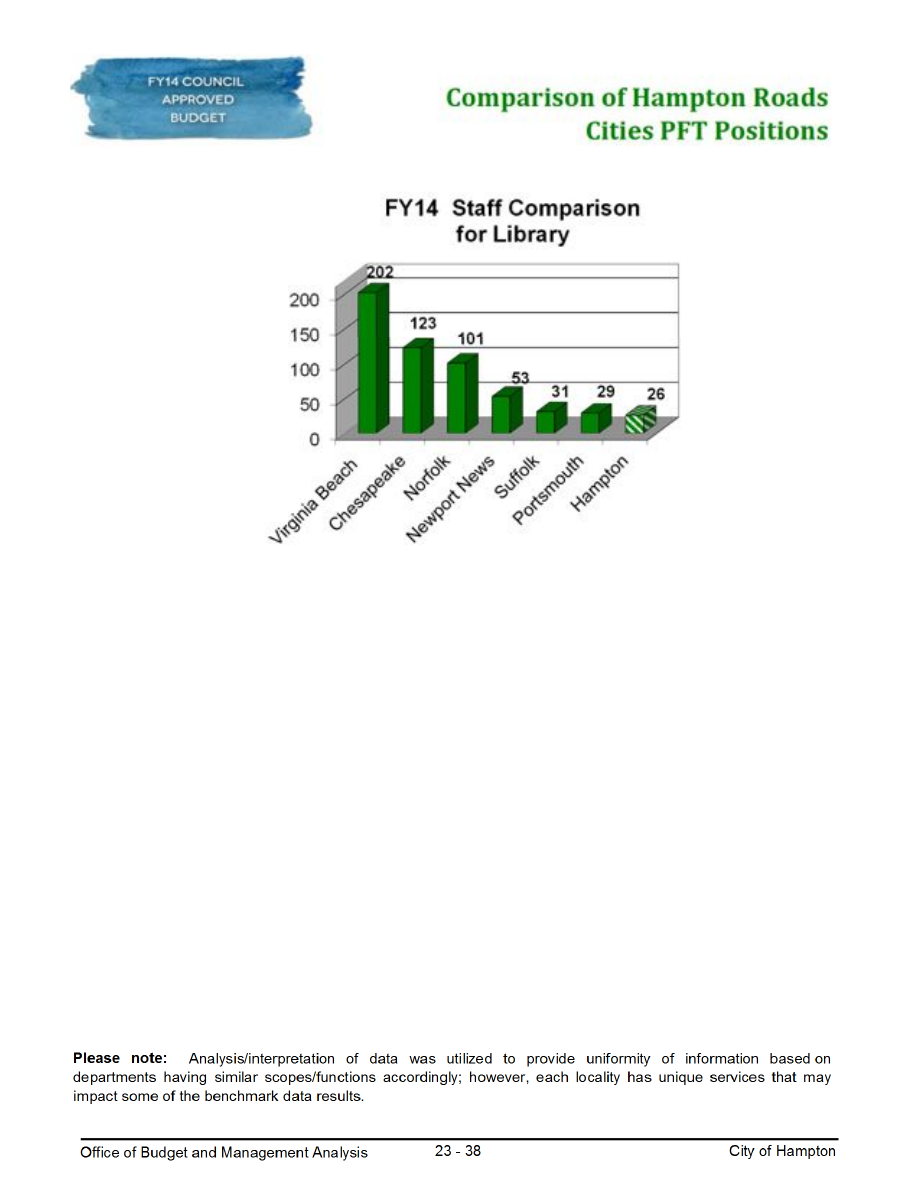 FY14 COUNCIL
APPROVED
BUDGET
Comparison of Hampton Roads
Cities PFT Positions
FY14 Staff Comparison
for Library
202
123
101
53
31
29
26
200
150
100
50
0
Virginia Beach
Chesapeake
Norfolk
Newport News
Suffolk
Portsmouth
Hampton
Please note: Analysis/interpretation of data was utilized to provide uniformity of information based on
departments having similar scopes/functions accordingly; however, each locality has unique services that may
impact some of the benchmark data results.
Office of Budget and Management Analysis 23 - 38 City of Hampton